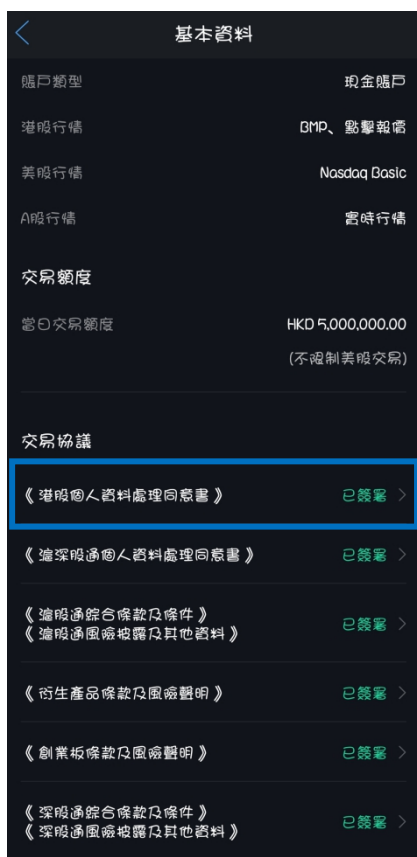 基本資料
賬戶類型 現金賬戶
港股行情 BMP、點擊報價
美股行情 Nasdaq Basic
A股行情 實時行情
交易額度
當日交易額度 HKD 5,000,000.00
(不限制美股交易)
交易協議
《港股個人資料處理同意書》 已簽署
《滬深股通個人資料處理同意書》 已簽署
《滬股通綜合條款及條件》
《滬股通風險披露及其他資料》 已簽署
《衍生產品條款及風險聲明》 已簽署
《創業板條款及風險聲明》 已簽署
《深股通綜合條款及條件》
《深股通風險披露及其他資料》 已簽署